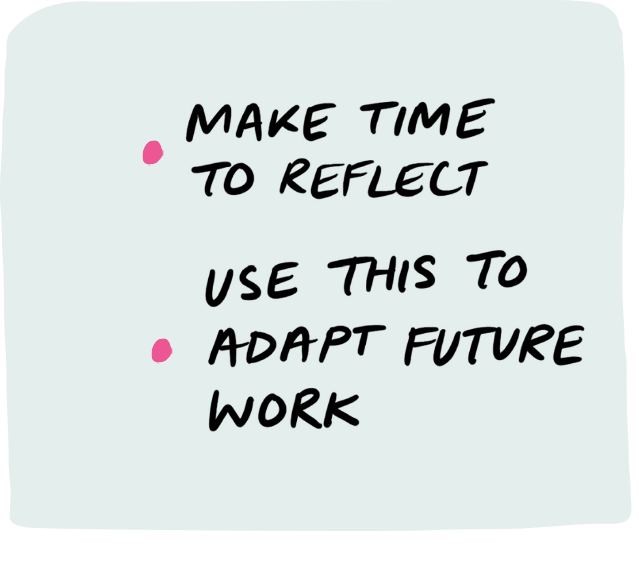 MAKE TIME
TO REFLECT
USE THIS TO
ADAPT FUTURE
WORK